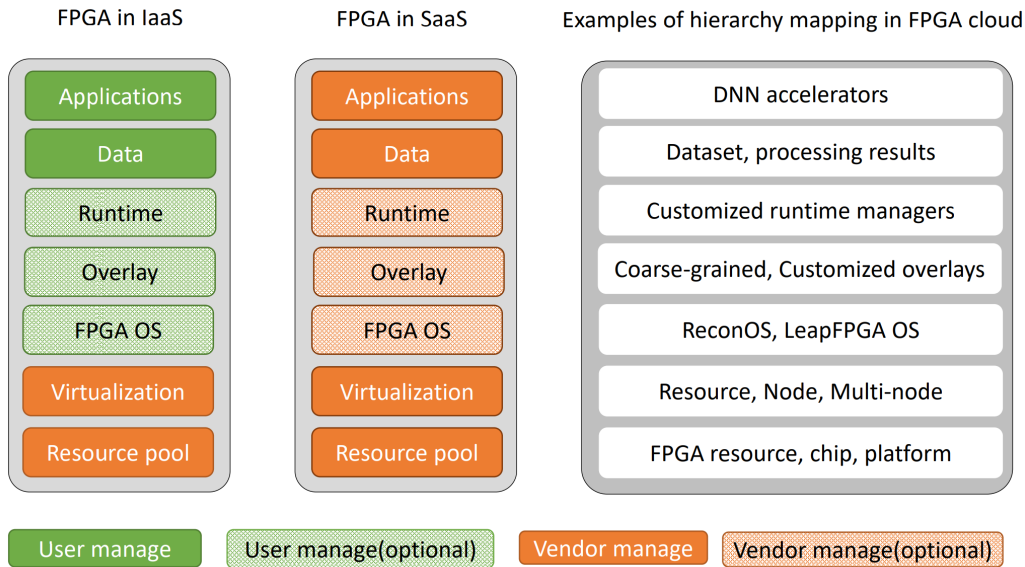 FPGA in IaaS
Applications
Data
Runtime
Overlay
FPGA OS
Virtualization
Resource pool
FPGA in SaaS
Applications
Data
Runtime
Overlay
FPGA OS
Virtualization
Resource pool
Examples of hierarchy mapping in FPGA cloud
DNN accelerators
Dataset, processing results
Customized runtime managers
Coarse-grained, Customized overlays
ReconOS, LeapFPGA OS
Resource, Node, Multi-node
FPGA resource, chip, platform
User manage
User manage(optional)
Vendor manage
Vendor manage(optional)